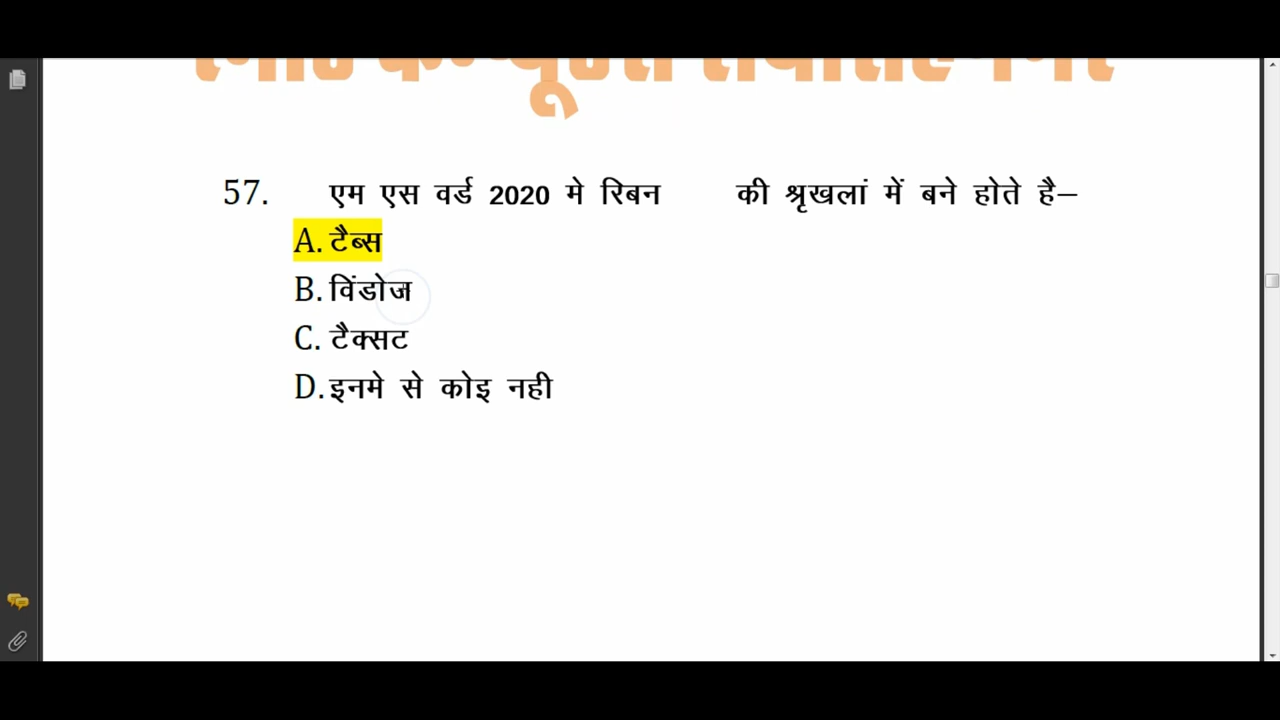 57. एम एस वर्ड 2020 मे रिबन की श्रृखलां में बने होते है–
A. टैब्स
B. विंडोज
C. टैक्सट
D. इनमे से कोइ नही